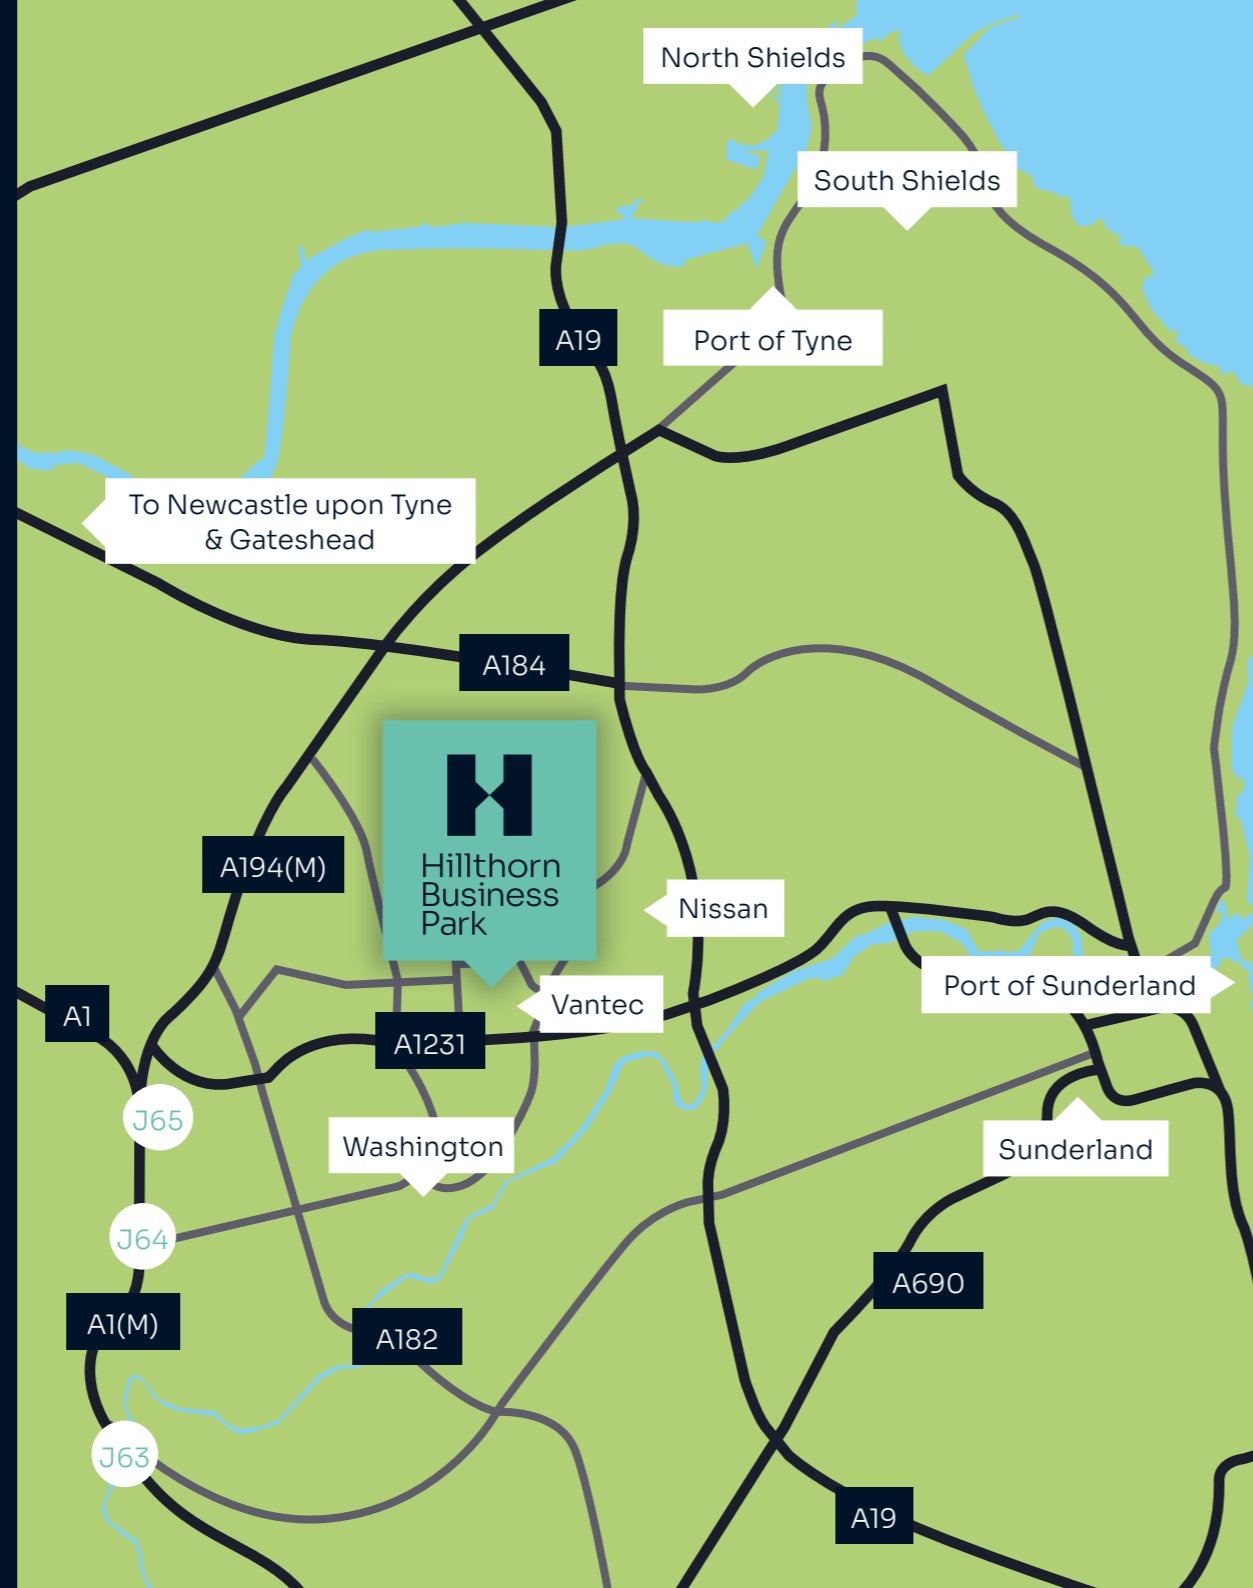 North Shields
South Shields
A19
Port of Tyne
To Newcastle upon Tyne
& Gateshead
A184
Hillthorn
Business
Park
A194(M)
Nissan
Port of Sunderland
Vantec
A1
A1231
J65
Washington
Sunderland
J64
A690
A1(M)
A182
J63
A19